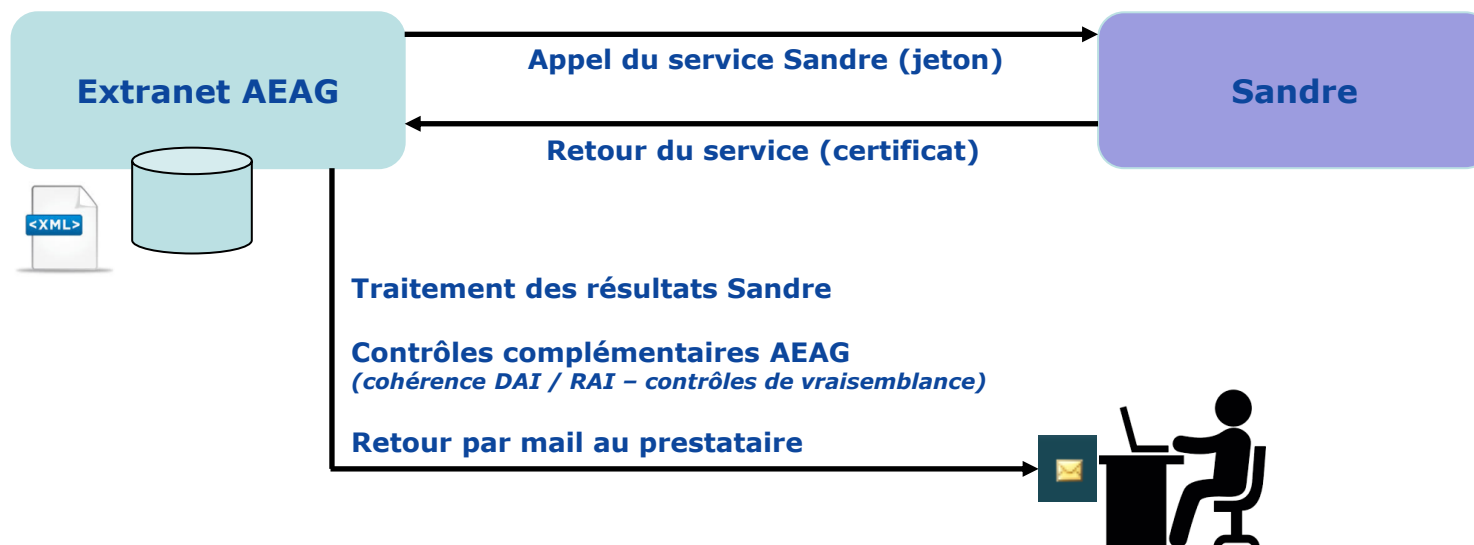 Appel du service Sandre (jeton)
Extranet AEAG
Sandre
Retour du service (certificat)
<XML>
Traitement des résultats Sandre
Contrôles complémentaires AEAG
(cohérence DAI / RAI – contrôles de vraisemblance)
Retour par mail au prestataire